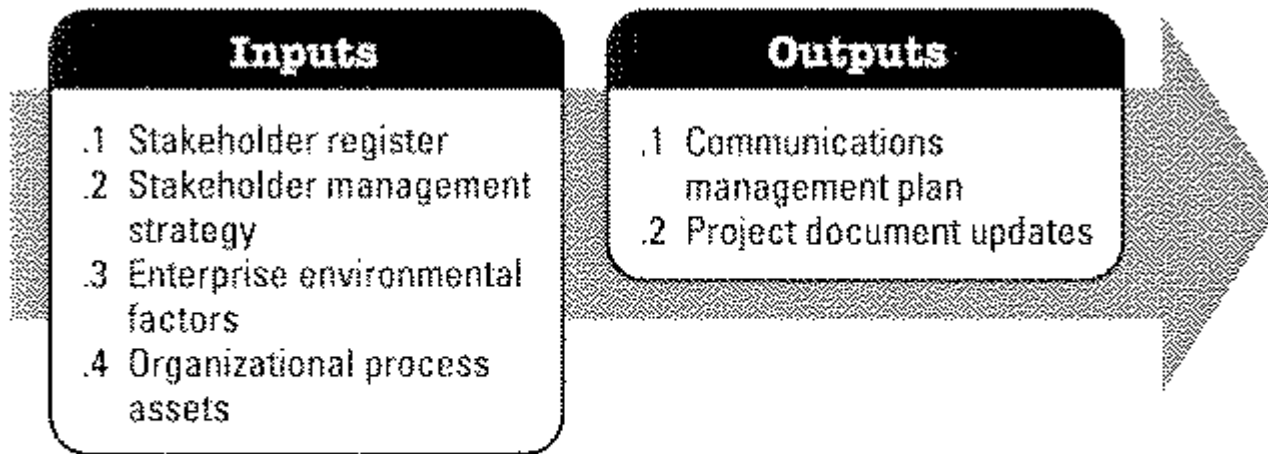 Inputs
.1 Stakeholder register
.2 Stakeholder management
strategy
.3 Enterprise environmental
factors
.4 Organizational process
assets
Outputs
.1 Communications
management plan
.2 Project document updates